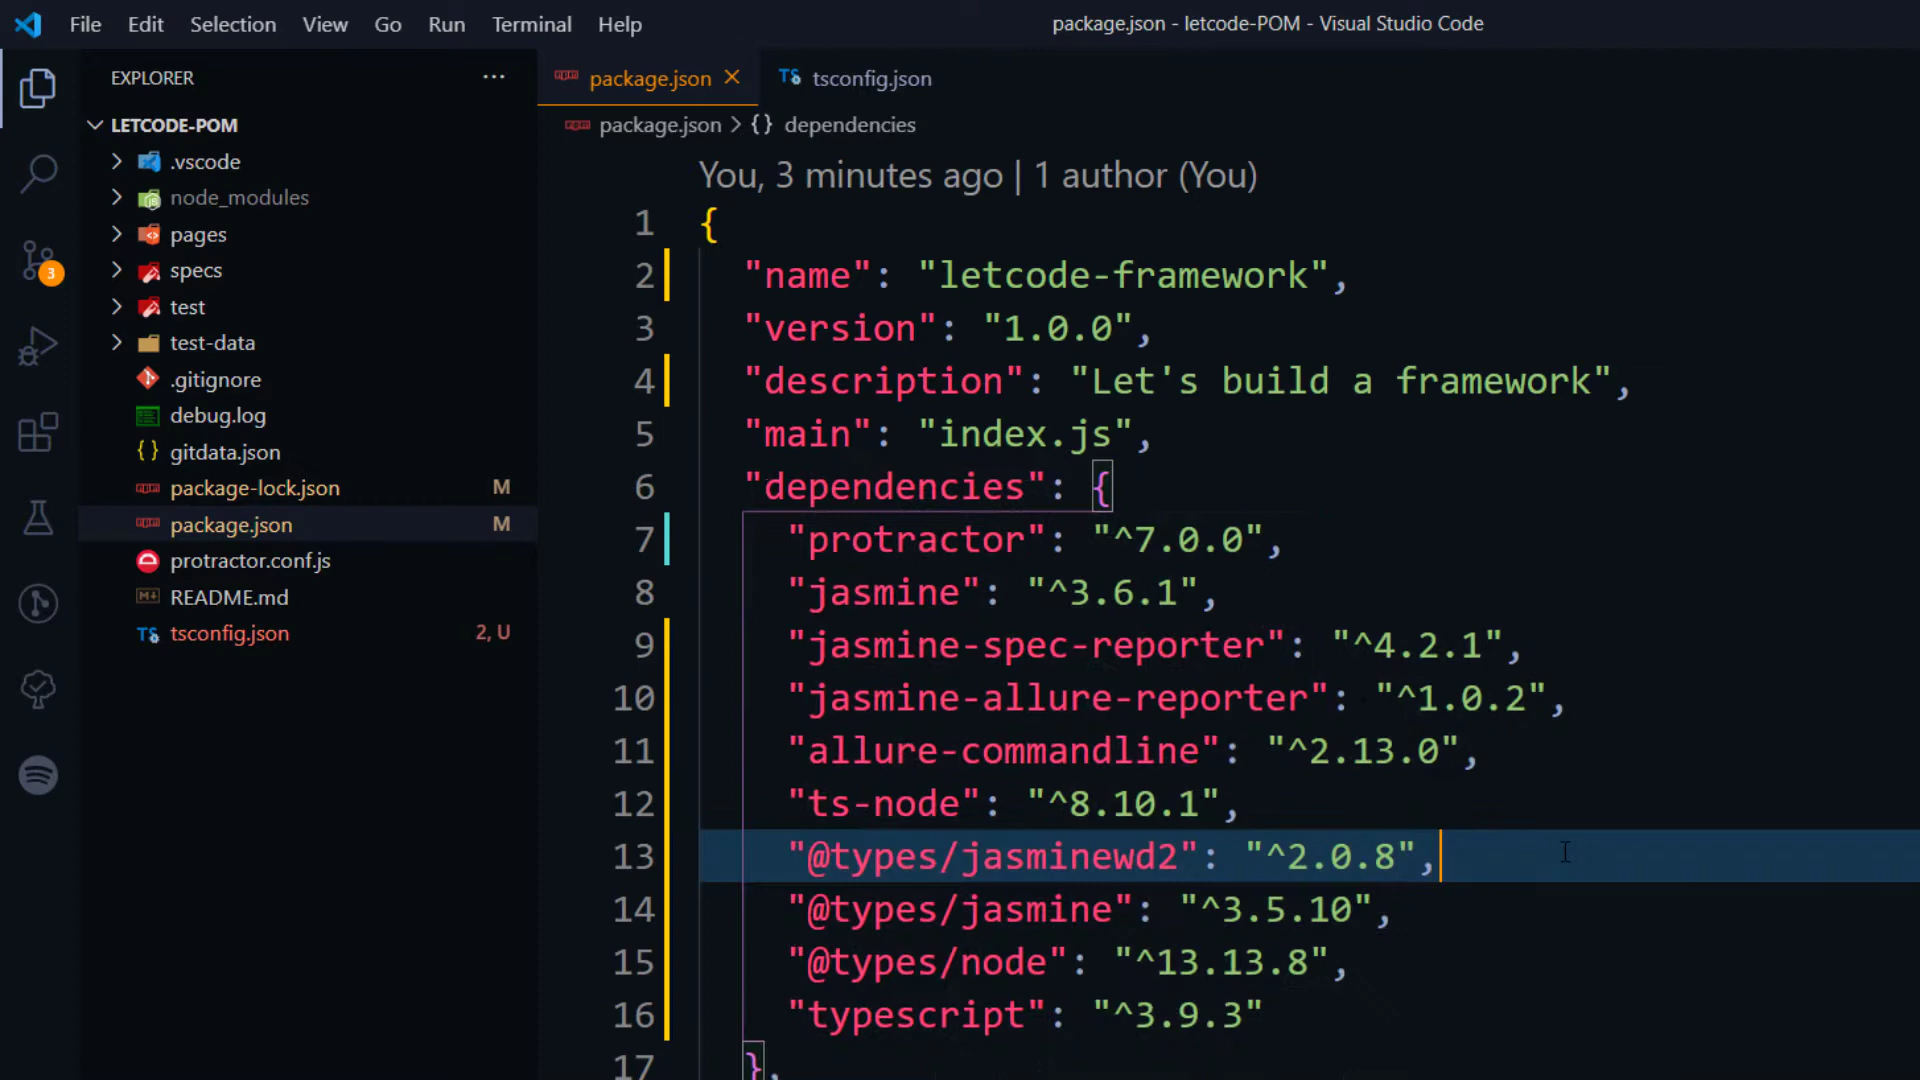 File Edit Selection View Go Run Terminal Help
package.json - letcode-POM - Visual Studio Code
EXPLORER ···
LETCODE-POM
.vscode
node_modules
pages
specs
test
test-data
.gitignore
debug.log
{} gitdata.json
package-lock.json M
package.json M
protractor.conf.js
M↓ README.md
TS tsconfig.json 2, U
3
package.json
TS tsconfig.json
package.json > {} dependencies
You, 3 minutes ago | 1 author (You)
1 {
2 "name": "letcode-framework",
3 "version": "1.0.0",
4 "description": "Let's build a framework",
5 "main": "index.js",
6 "dependencies": {
7 "protractor": "^7.0.0",
8 "jasmine": "^3.6.1",
9 "jasmine-spec-reporter": "^4.2.1",
10 "jasmine-allure-reporter": "^1.0.2",
11 "allure-commandline": "^2.13.0",
12 "ts-node": "^8.10.1",
13 "@types/jasminewd2": "^2.0.8",
14 "@types/jasmine": "^3.5.10",
15 "@types/node": "^13.13.8",
16 "typescript": "^3.9.3"
17 },